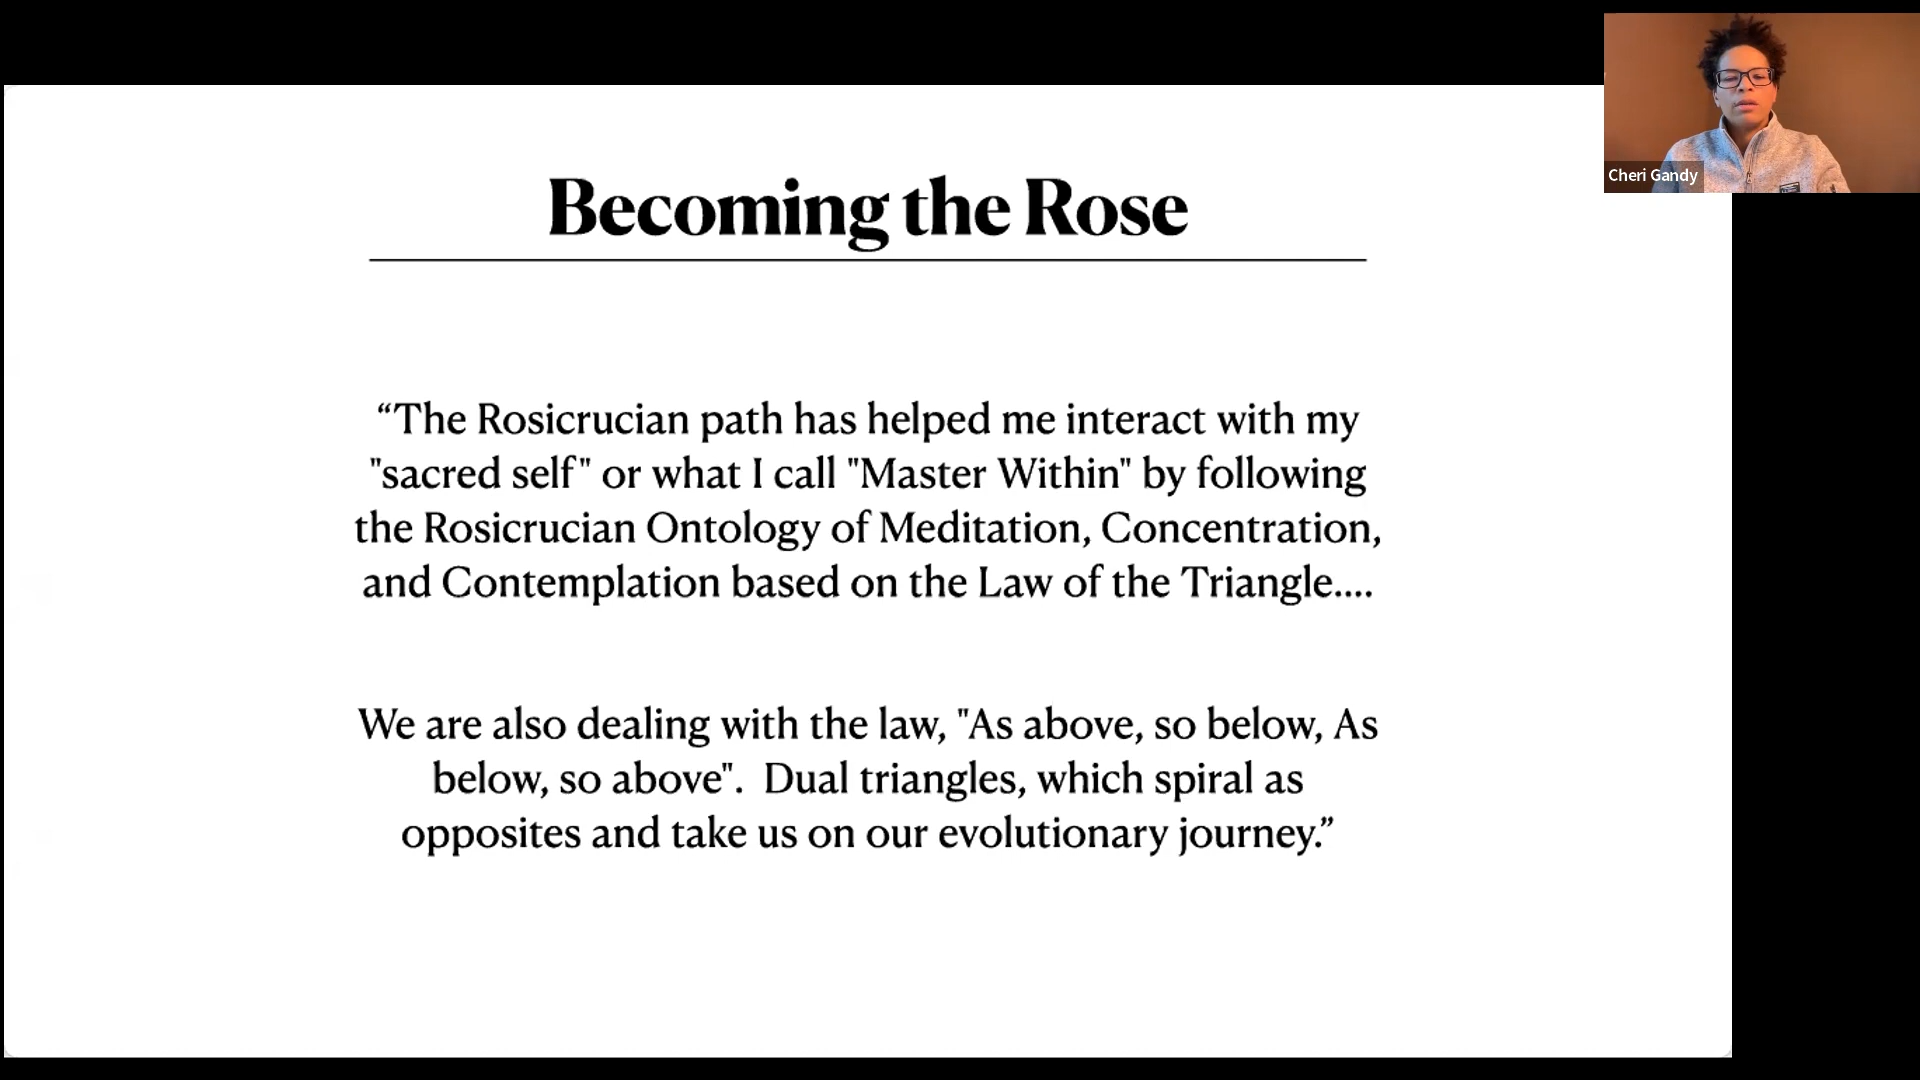 Becoming the Rose
“The Rosicrucian path has helped me interact with my
"sacred self" or what I call "Master Within" by following
the Rosicrucian Ontology of Meditation, Concentration,
and Contemplation based on the Law of the Triangle....
We are also dealing with the law, "As above, so below, As
below, so above".  Dual triangles, which spiral as
opposites and take us on our evolutionary journey.”
Cheri Gandy